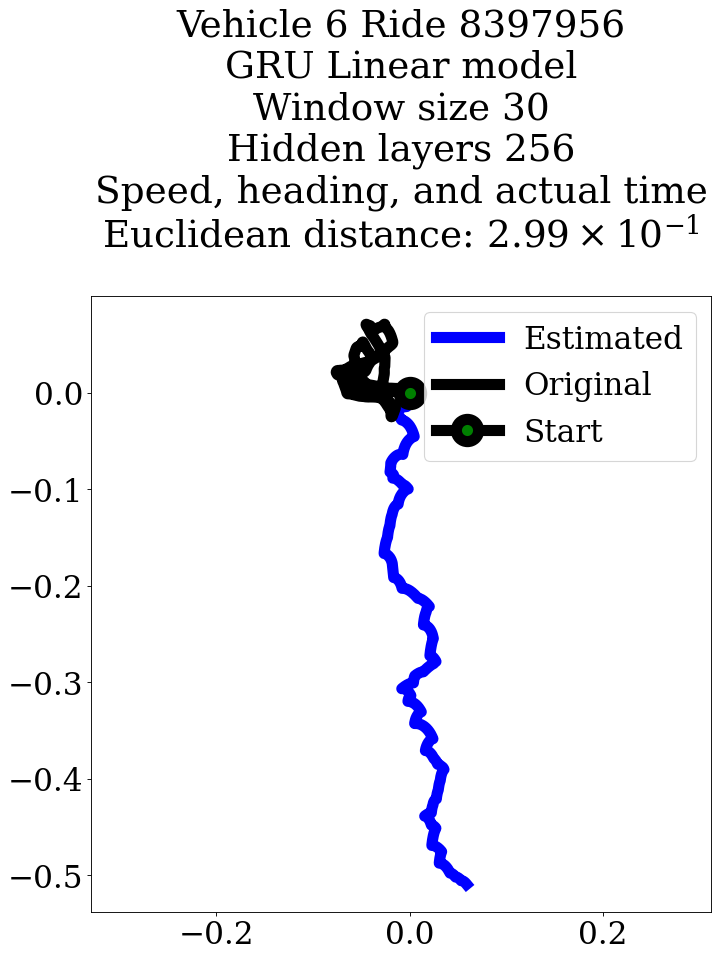 Vehicle 6 Ride 8397956
GRU Linear model
Window size 30
Hidden layers 256
Speed, heading, and actual time
Euclidean distance: 2.99 × 10⁻¹
Estimated
Original
Start
0.0
−0.1
−0.2
−0.3
−0.4
−0.5
−0.2 0.0 0.2